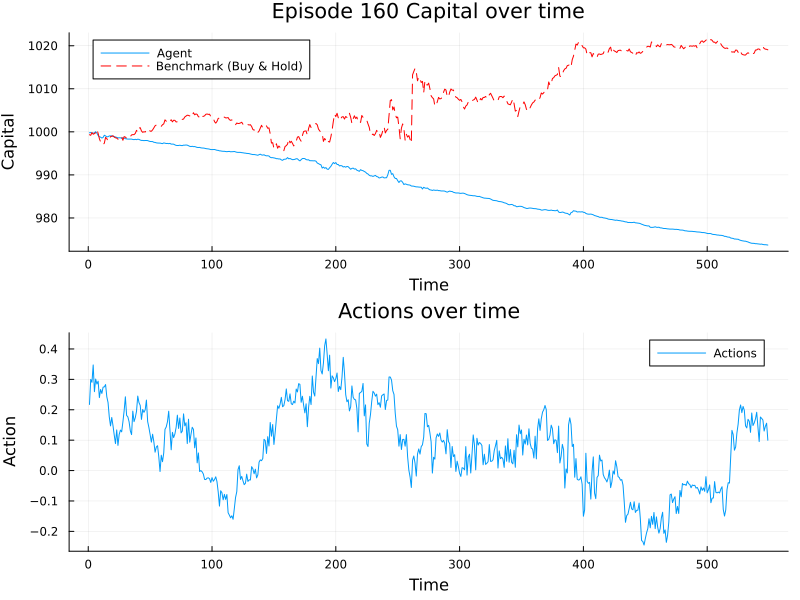 Episode 160 Capital over time
Agent
Benchmark (Buy & Hold)
Capital
1020
1010
1000
990
980
0 100 200 300 400 500
Time
Actions over time
Actions
Action
0.4
0.3
0.2
0.1
0.0
−0.1
−0.2
0 100 200 300 400 500
Time